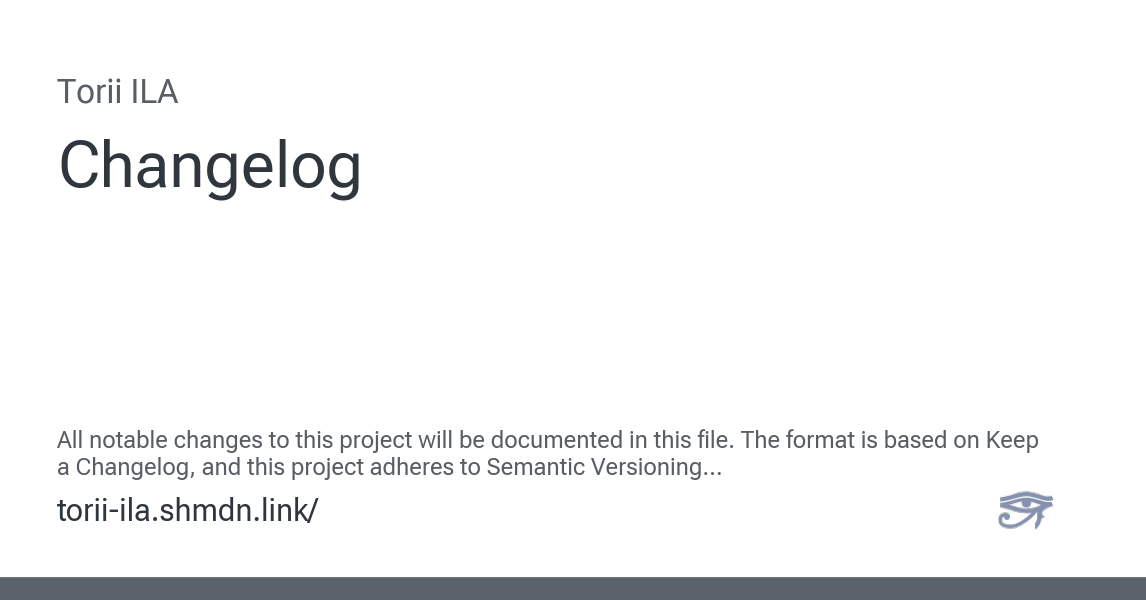 Torii ILA
Changelog
All notable changes to this project will be documented in this file. The format is based on Keep
a Changelog, and this project adheres to Semantic Versioning...
torii-ila.shmdn.link/